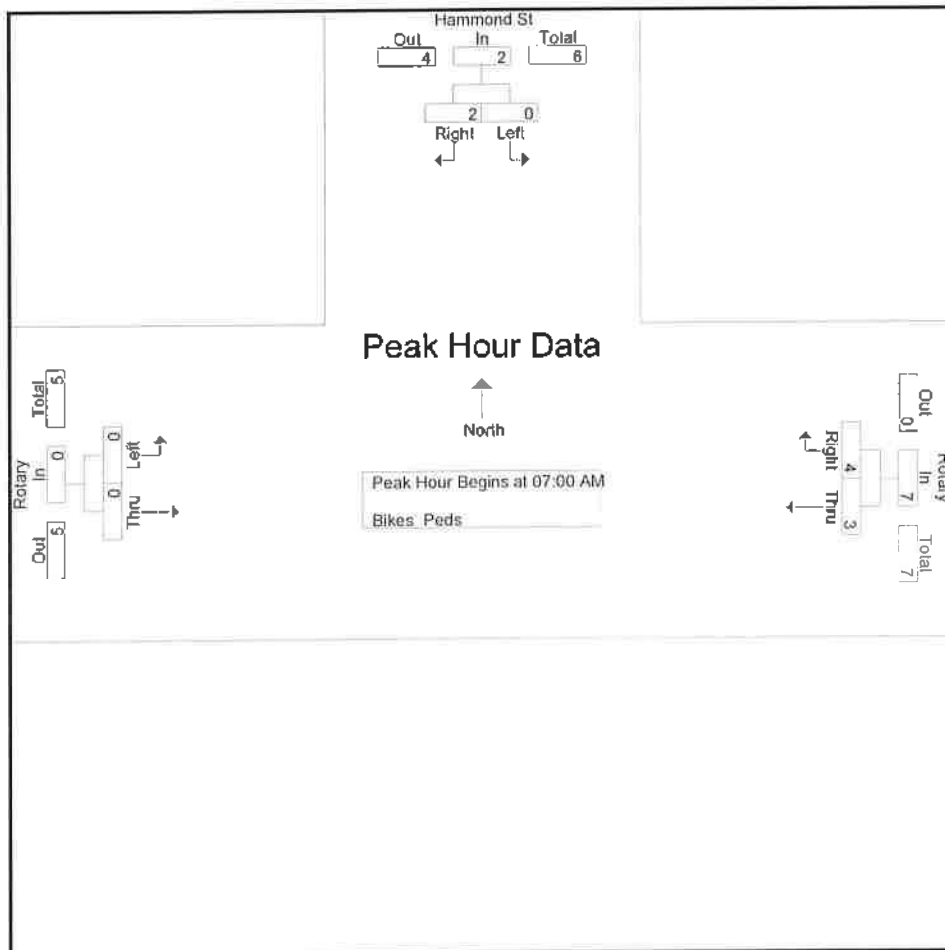 Hammond St
Out In Total
4 2 6
2 0
Right Left
Peak Hour Data
North
Peak Hour Begins at 07:00 AM
Bikes Peds
Rotary
Out In Total
5 0 5
Thru Left
0 0
Rotary
Out In Total
0 7 7
Right Thru
4 3